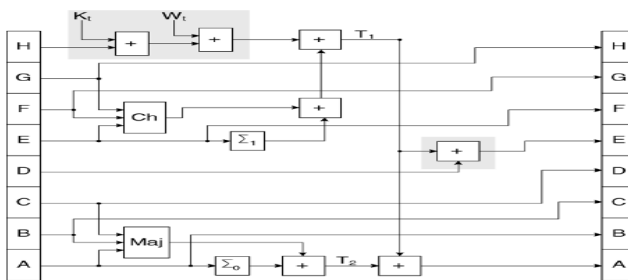 Kt Wt
H + + + T1 H
G G
F Ch + F
E Σ1 + E
D D
C C
B Maj B
A Σ0 + T2 + A